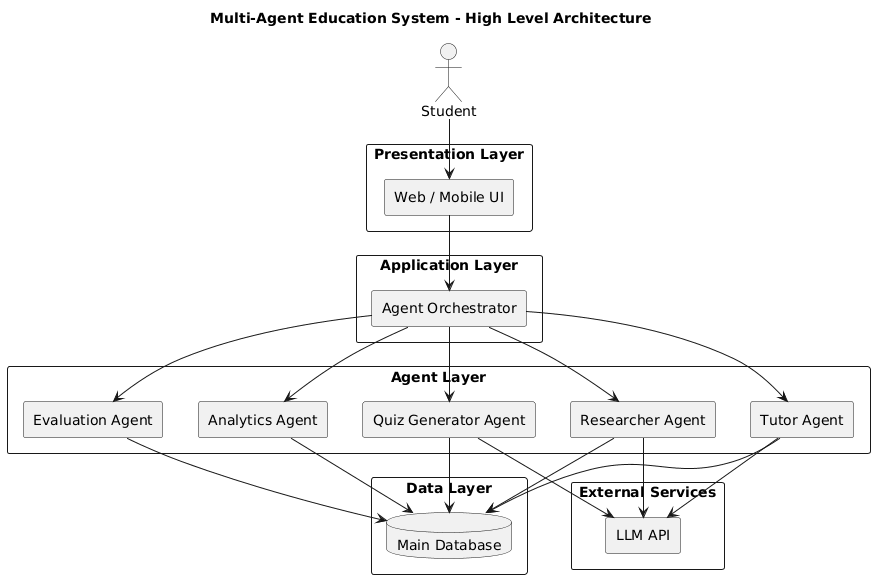 Multi-Agent Education System - High Level Architecture
Student
Presentation Layer
Web / Mobile UI
Application Layer
Agent Orchestrator
Agent Layer
Evaluation Agent
Analytics Agent
Quiz Generator Agent
Researcher Agent
Tutor Agent
Data Layer
Main Database
External Services
LLM API